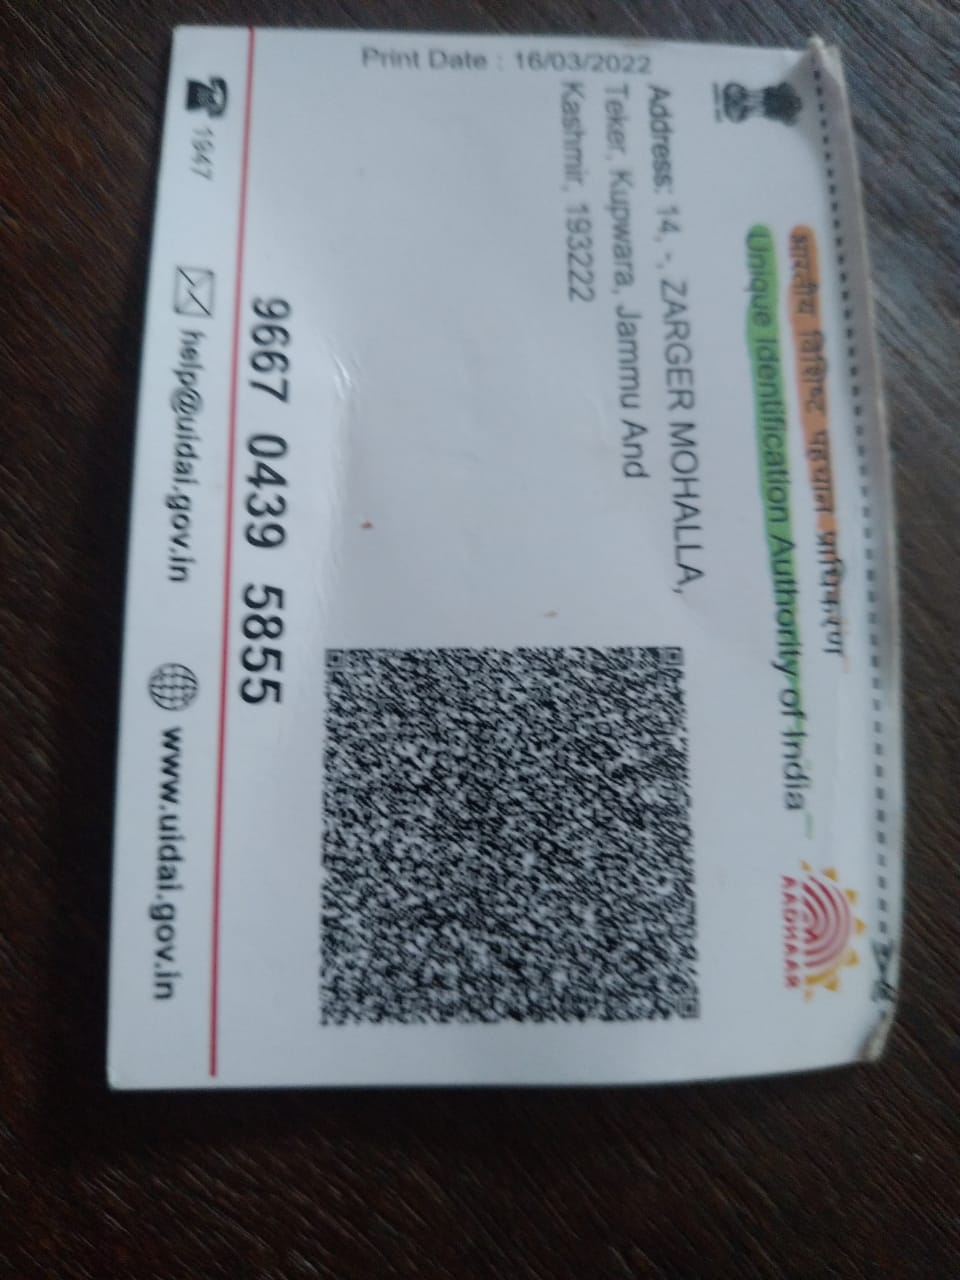 भारतीय विशिष्ट पहचान प्राधिकरण
Unique Identification Authority of India
AADHAAR
Address: 14, -, ZARGER MOHALLA,
Teker, Kupwara, Jammu And
Kashmir, 193222
Print Date : 16/03/2022
9667 0439 5855
1947
help@uidai.gov.in
www.uidai.gov.in